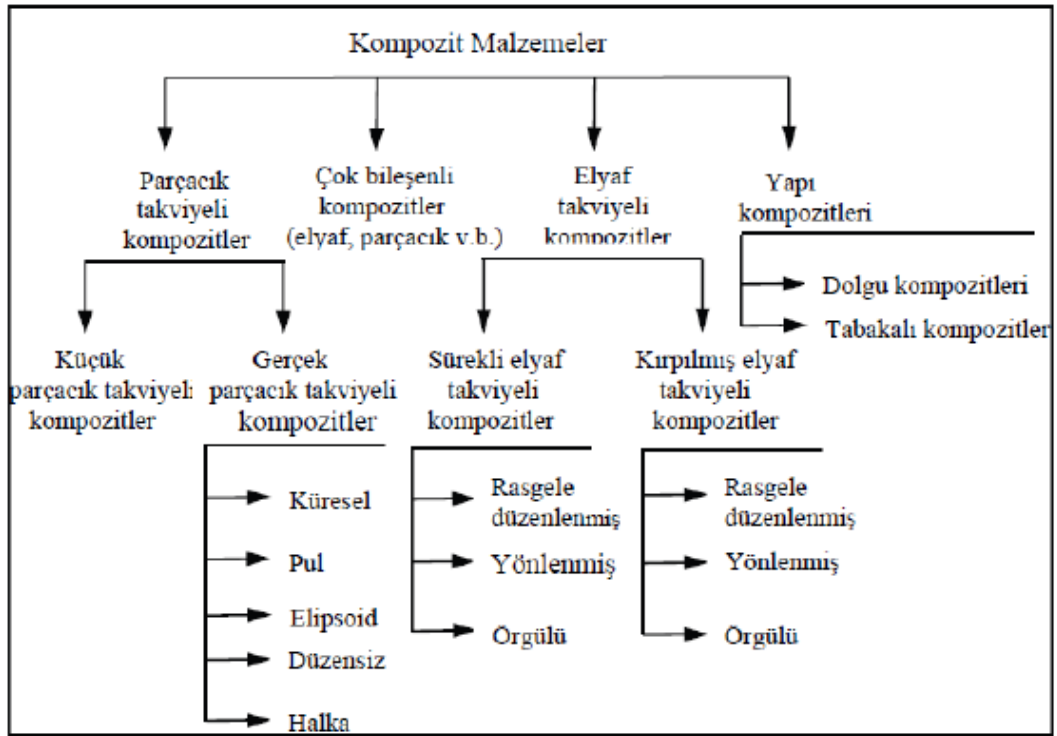 Kompozit Malzemeler
Parçacık
takviyeli
kompozitler
Çok bileşenli
kompozitler
(elyaf, parçacık v.b.)
Elyaf
takviyeli
kompozitler
Yapı
kompozitleri
Dolgu kompozitleri
Tabakalı kompozitler
Küçük
parçacık takviyeli
kompozitler
Gerçek
parçacık takviyeli
kompozitler
Sürekli elyaf
takviyeli
kompozitler
Kırpılmış elyaf
takviyeli
kompozitler
Küresel
Pul
Elipsoid
Düzensiz
Halka
Rasgele
düzenlenmiş
Yönlenmiş
Örgülü
Rasgele
düzenlenmiş
Yönlenmiş
Örgülü